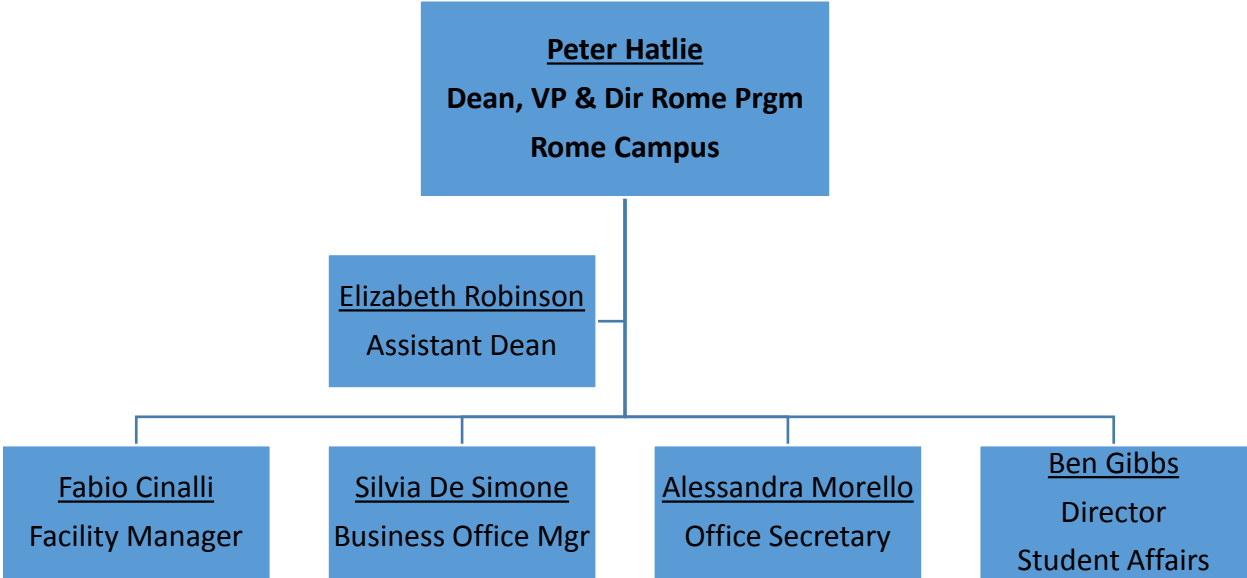 Peter Hatlie
Dean, VP & Dir Rome Prgm
Rome Campus
Elizabeth Robinson
Assistant Dean
Fabio Cinalli
Facility Manager
Silvia De Simone
Business Office Mgr
Alessandra Morello
Office Secretary
Ben Gibbs
Director
Student Affairs